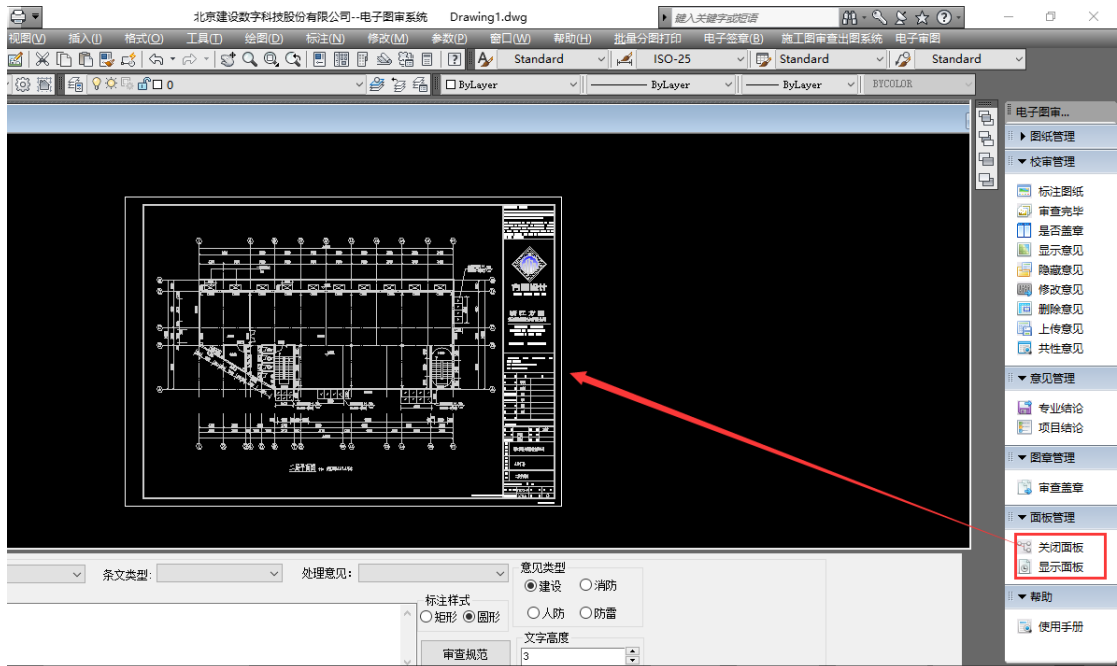 北京建设数字科技股份有限公司--电子图审系统 Drawing1.dwg 键入关键字或短语
视图(V) 插入(I) 格式(O) 工具(T) 绘图(D) 标注(N) 修改(M) 参数(P) 窗口(W) 帮助(H) 批量分图打印 电子签章(B) 施工图审查出图系统 电子审图
Standard ISO-25 Standard Standard
0 ByLayer ByLayer ByLayer BYCOLOR
电子图审...
图纸管理
校审管理
标注图纸
审查完毕
是否盖章
显示意见
隐藏意见
修改意见
删除意见
上传意见
共性意见
意见管理
专业结论
项目结论
图章管理
审查盖章
面板管理
关闭面板
显示面板
帮助
使用手册
二层平面图
条文类型: 处理意见: 意见类型
建设 消防
人防 防雷
标注样式
矩形 圆形
文字高度
审查规范 3